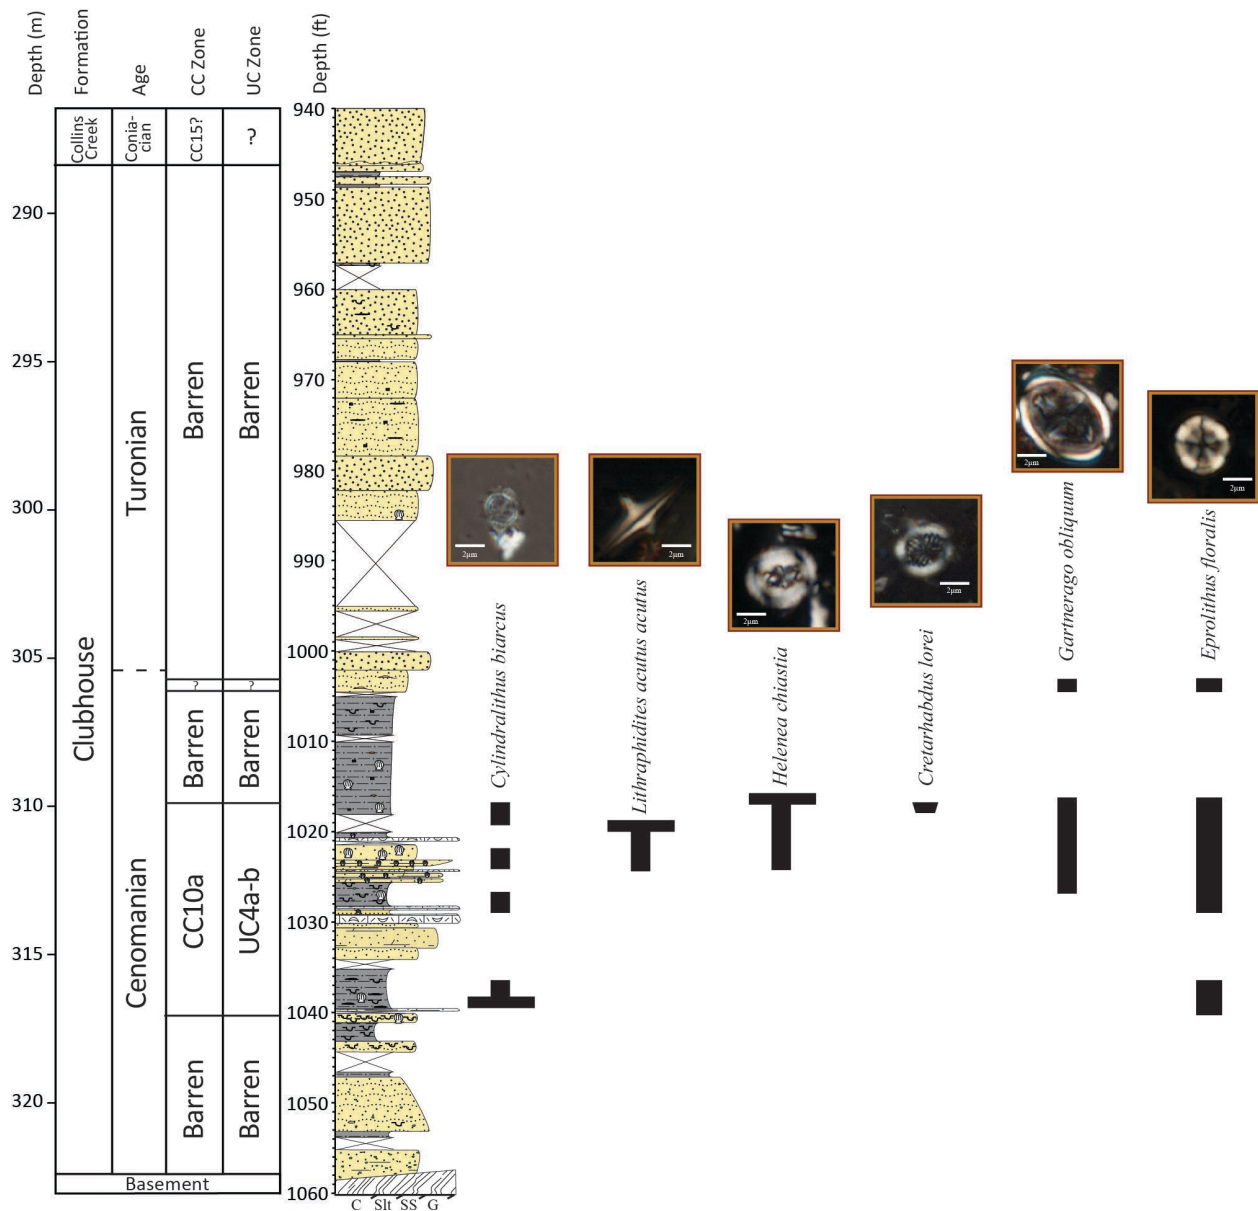 Depth (m)
Formation
Age
CC Zone
UC Zone
Depth (ft)
Collins
Creek
Conia-
cian
CC15?
?
940
950
290
960
295
970
Barren
Barren
Turonian
980
300
990
2μm
2μm
2μm
2μm
2μm
2μm
Cylindralithus biarcus
Lithraphidites acutus acutus
Helenea chiastia
Cretarhabdus lorei
Gartnerago obliquum
Eprolithus floralis
1000
305
Clubhouse
?
?
1010
Barren
Barren
310
1020
Cenomanian
CC10a
UC4a-b
1030
315
1040
Barren
Barren
1050
320
Basement
1060
C Slt SS G